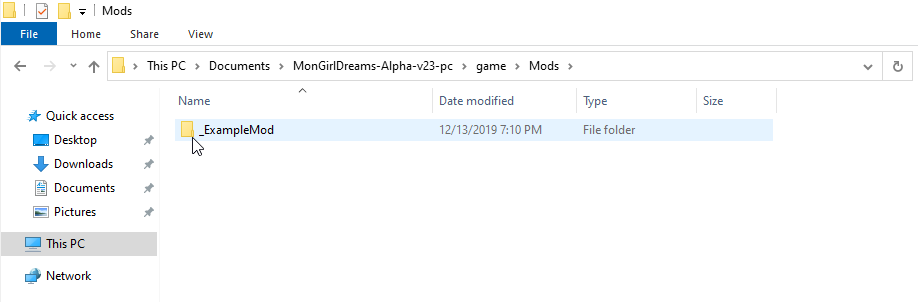 Mods
File Home Share View
This PC Documents MonGirlDreams-Alpha-v23-pc game Mods
Name Date modified Type Size
Quick access
_ExampleMod 12/13/2019 7:10 PM File folder
Desktop
Downloads
Documents
Pictures
This PC
Network